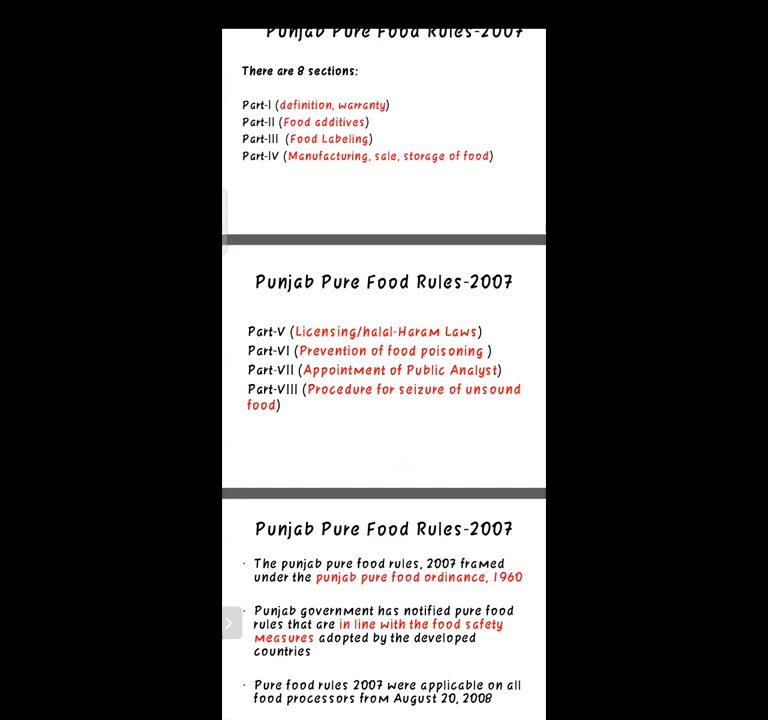 Punjab Pure Food Rules-2007
There are 8 sections:
Part-I (definition, warranty)
Part-II (Food additives)
Part-III (Food Labeling)
Part-IV (Manufacturing, sale, storage of food)
Punjab Pure Food Rules-2007
Part-V (Licensing/halal-Haram Laws)
Part-VI (Prevention of food poisoning )
Part-VII (Appointment of Public Analyst)
Part-VIII (Procedure for seizure of unsound
food)
Punjab Pure Food Rules-2007
· The punjab pure food rules, 2007 framed
under the punjab pure food ordinance, 1960
· Punjab government has notified pure food
rules that are in line with the food safety
measures adopted by the developed
countries
· Pure food rules 2007 were applicable on all
food processors from August 20, 2008